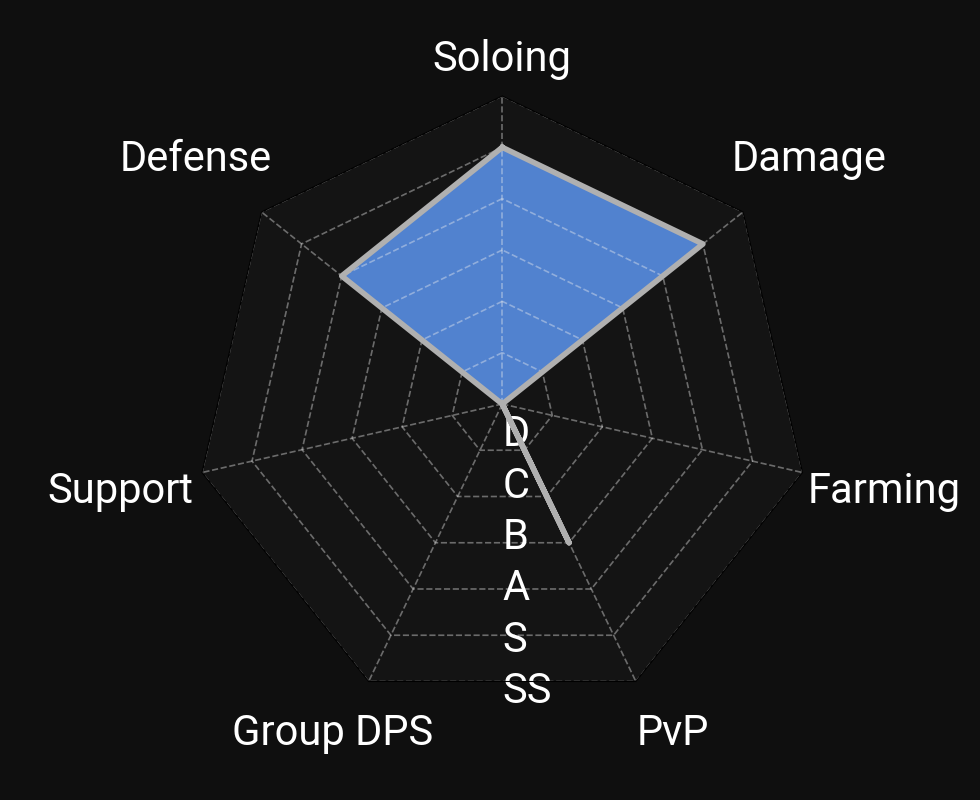 Soloing
Defense
Damage
D
C
Support
Farming
B
A
S
SS
Group DPS
PvP